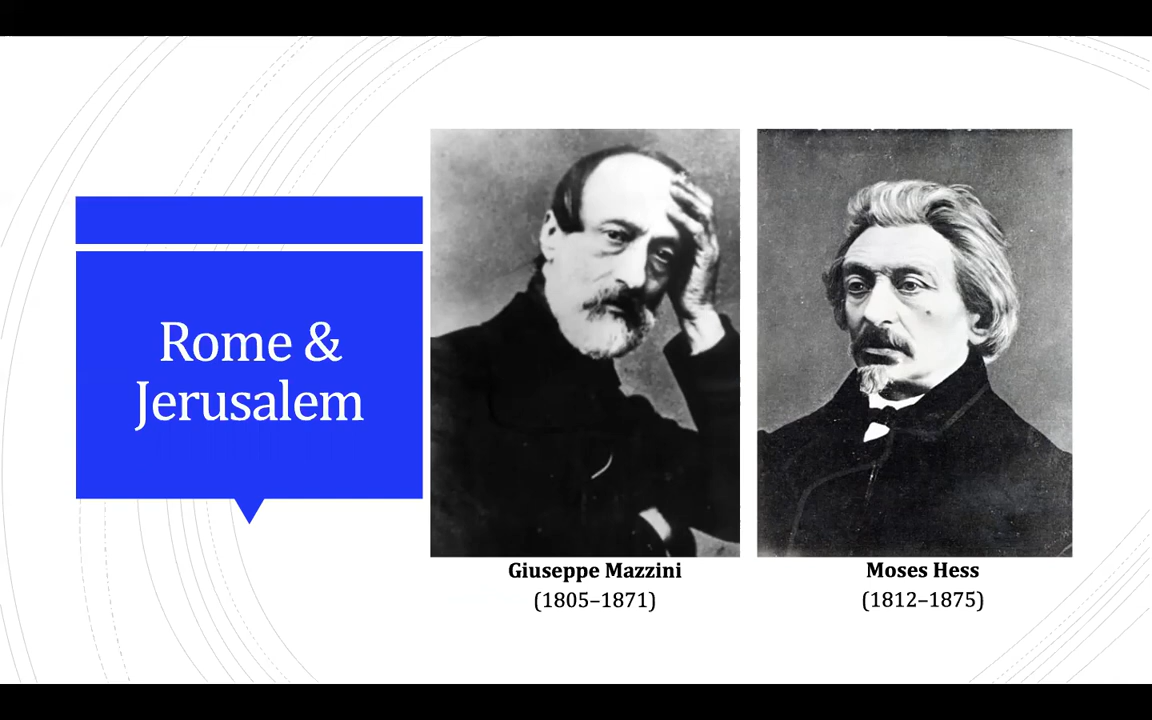 Rome &
Jerusalem
Giuseppe Mazzini
(1805–1871)
Moses Hess
(1812–1875)